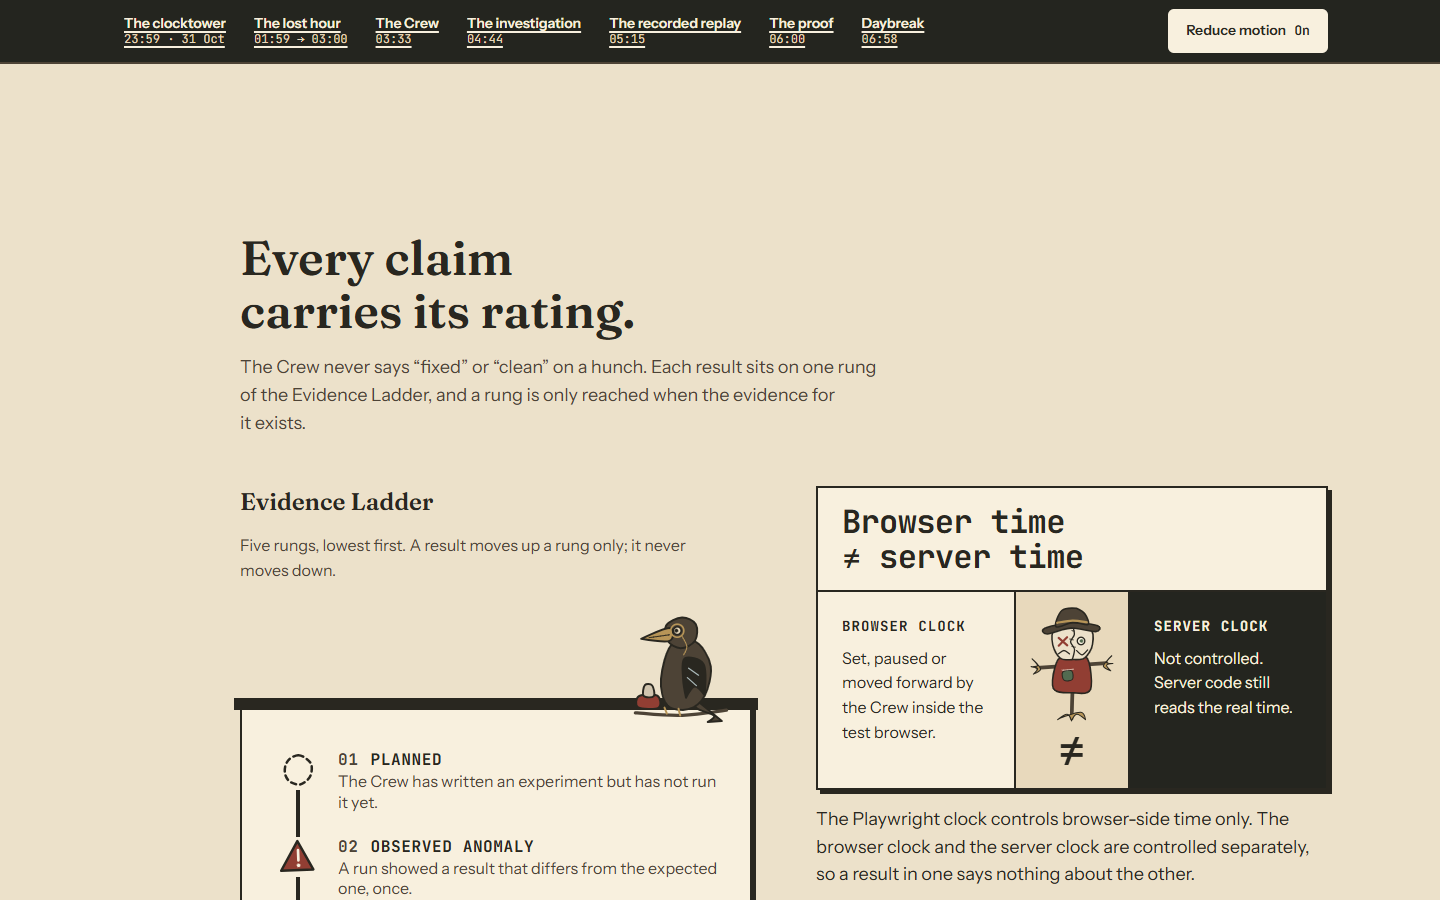 The clocktower
23:59 · 31 Oct
The lost hour
01:59 → 03:00
The Crew
03:33
The investigation
04:44
The recorded replay
05:15
The proof
06:00
Daybreak
06:58
Reduce motion On
Every claim
carries its rating.
The Crew never says “fixed” or “clean” on a hunch. Each result sits on one rung
of the Evidence Ladder, and a rung is only reached when the evidence for
it exists.
Evidence Ladder
Five rungs, lowest first. A result moves up a rung only; it never
moves down.
01 PLANNED
The Crew has written an experiment but has not run
it yet.
02 OBSERVED ANOMALY
A run showed a result that differs from the expected
one, once.
Browser time
≠ server time
BROWSER CLOCK
Set, paused or
moved forward by
the Crew inside the
test browser.
≠
SERVER CLOCK
Not controlled.
Server code still
reads the real time.
The Playwright clock controls browser-side time only. The
browser clock and the server clock are controlled separately,
so a result in one says nothing about the other.